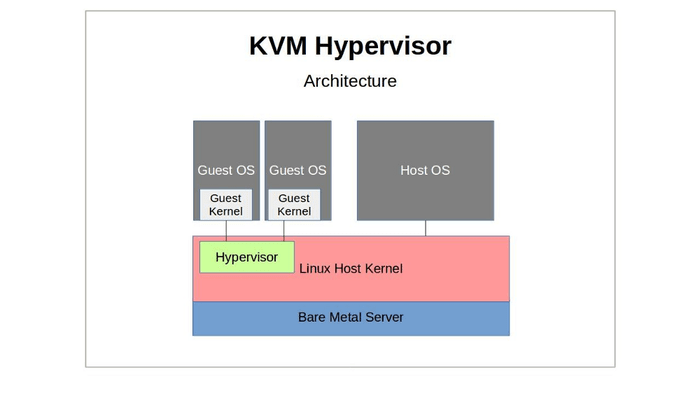 KVM Hypervisor
Architecture
Guest OS
Guest OS
Host OS
Guest
Kernel
Guest
Kernel
Hypervisor
Linux Host Kernel
Bare Metal Server